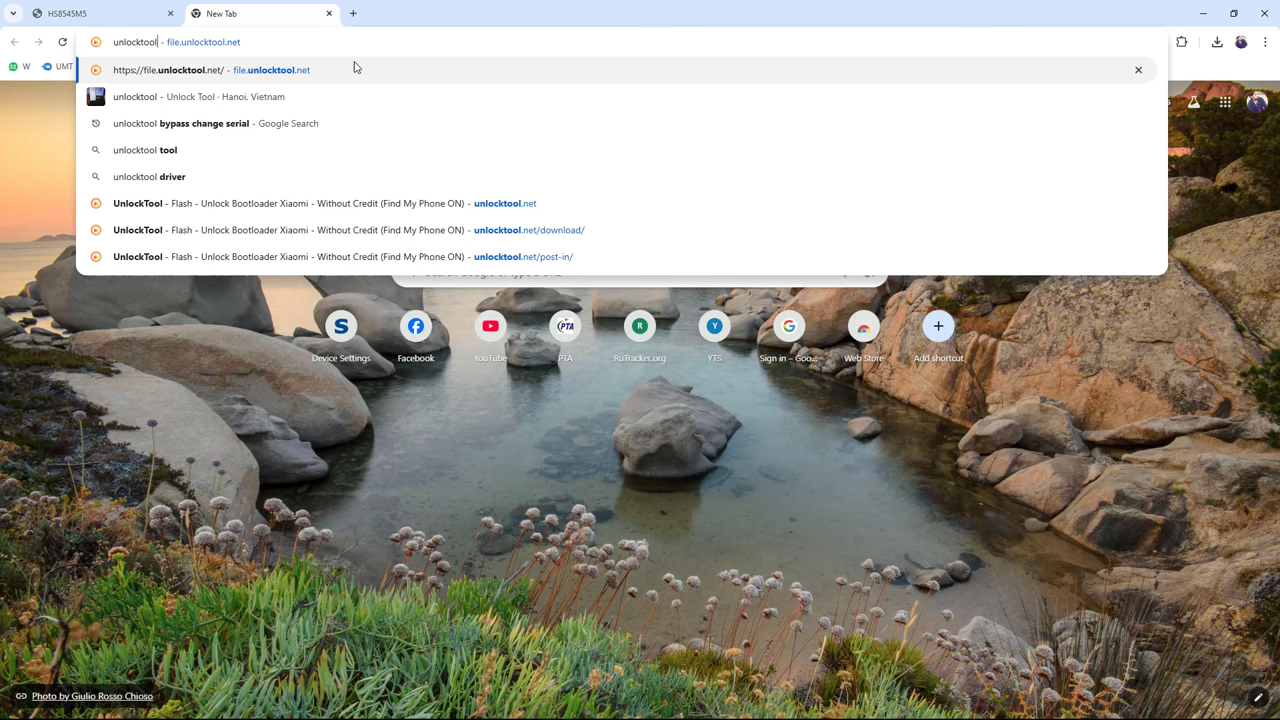 HS8545M5
New Tab
unlocktool - file.unlocktool.net
W
UMT
https://file.unlocktool.net/ - file.unlocktool.net
unlocktool - Unlock Tool · Hanoi, Vietnam
unlocktool bypass change serial - Google Search
unlocktool tool
unlocktool driver
UnlockTool - Flash - Unlock Bootloader Xiaomi - Without Credit (Find My Phone ON) - unlocktool.net
UnlockTool - Flash - Unlock Bootloader Xiaomi - Without Credit (Find My Phone ON) - unlocktool.net/download/
UnlockTool - Flash - Unlock Bootloader Xiaomi - Without Credit (Find My Phone ON) - unlocktool.net/post-in/
S
PTA
R
Y
Device Settings
Facebook
YouTube
PTA
RuTracker.org
YTS
Sign in – Goo...
Web Store
Add shortcut
Photo by Giulio Rosso Chioso